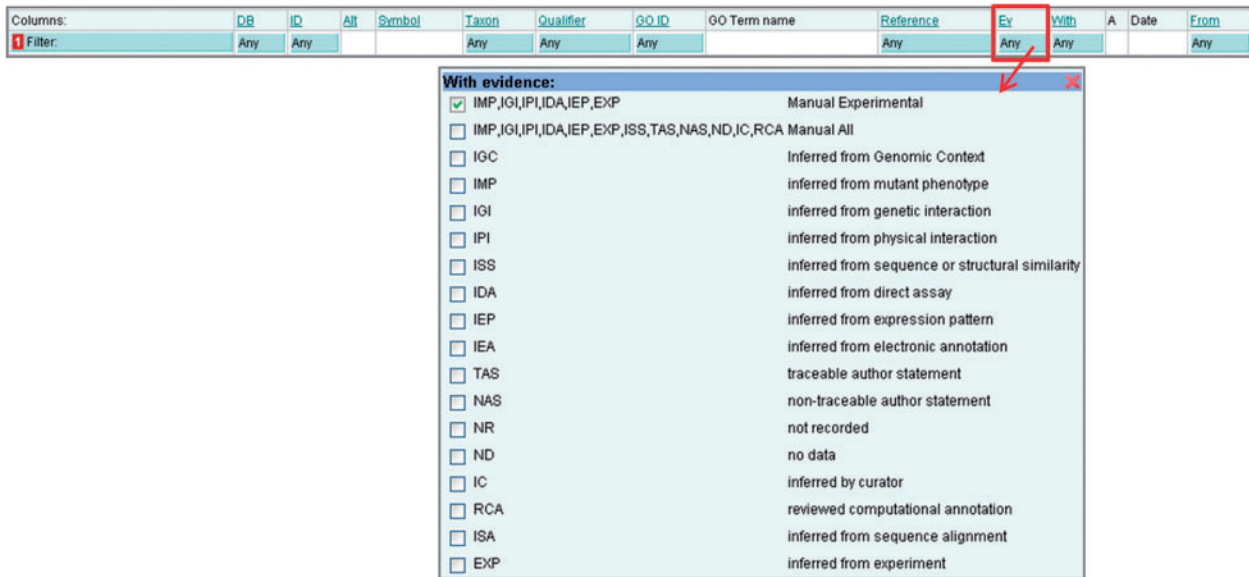 Columns: DB ID Alt Symbol Taxon Qualifier GO ID GO Term name Reference Ev With A Date From
1 Filter: Any Any Any Any Any Any Any Any Any
With evidence:
IMP,IGI,IPI,IDA,IEP,EXP Manual Experimental
IMP,IGI,IPI,IDA,IEP,EXP,ISS,TAS,NAS,ND,IC,RCA Manual All
IGC Inferred from Genomic Context
IMP inferred from mutant phenotype
IGI inferred from genetic interaction
IPI inferred from physical interaction
ISS inferred from sequence or structural similarity
IDA inferred from direct assay
IEP inferred from expression pattern
IEA inferred from electronic annotation
TAS traceable author statement
NAS non-traceable author statement
NR not recorded
ND no data
IC inferred by curator
RCA reviewed computational annotation
ISA inferred from sequence alignment
EXP inferred from experiment